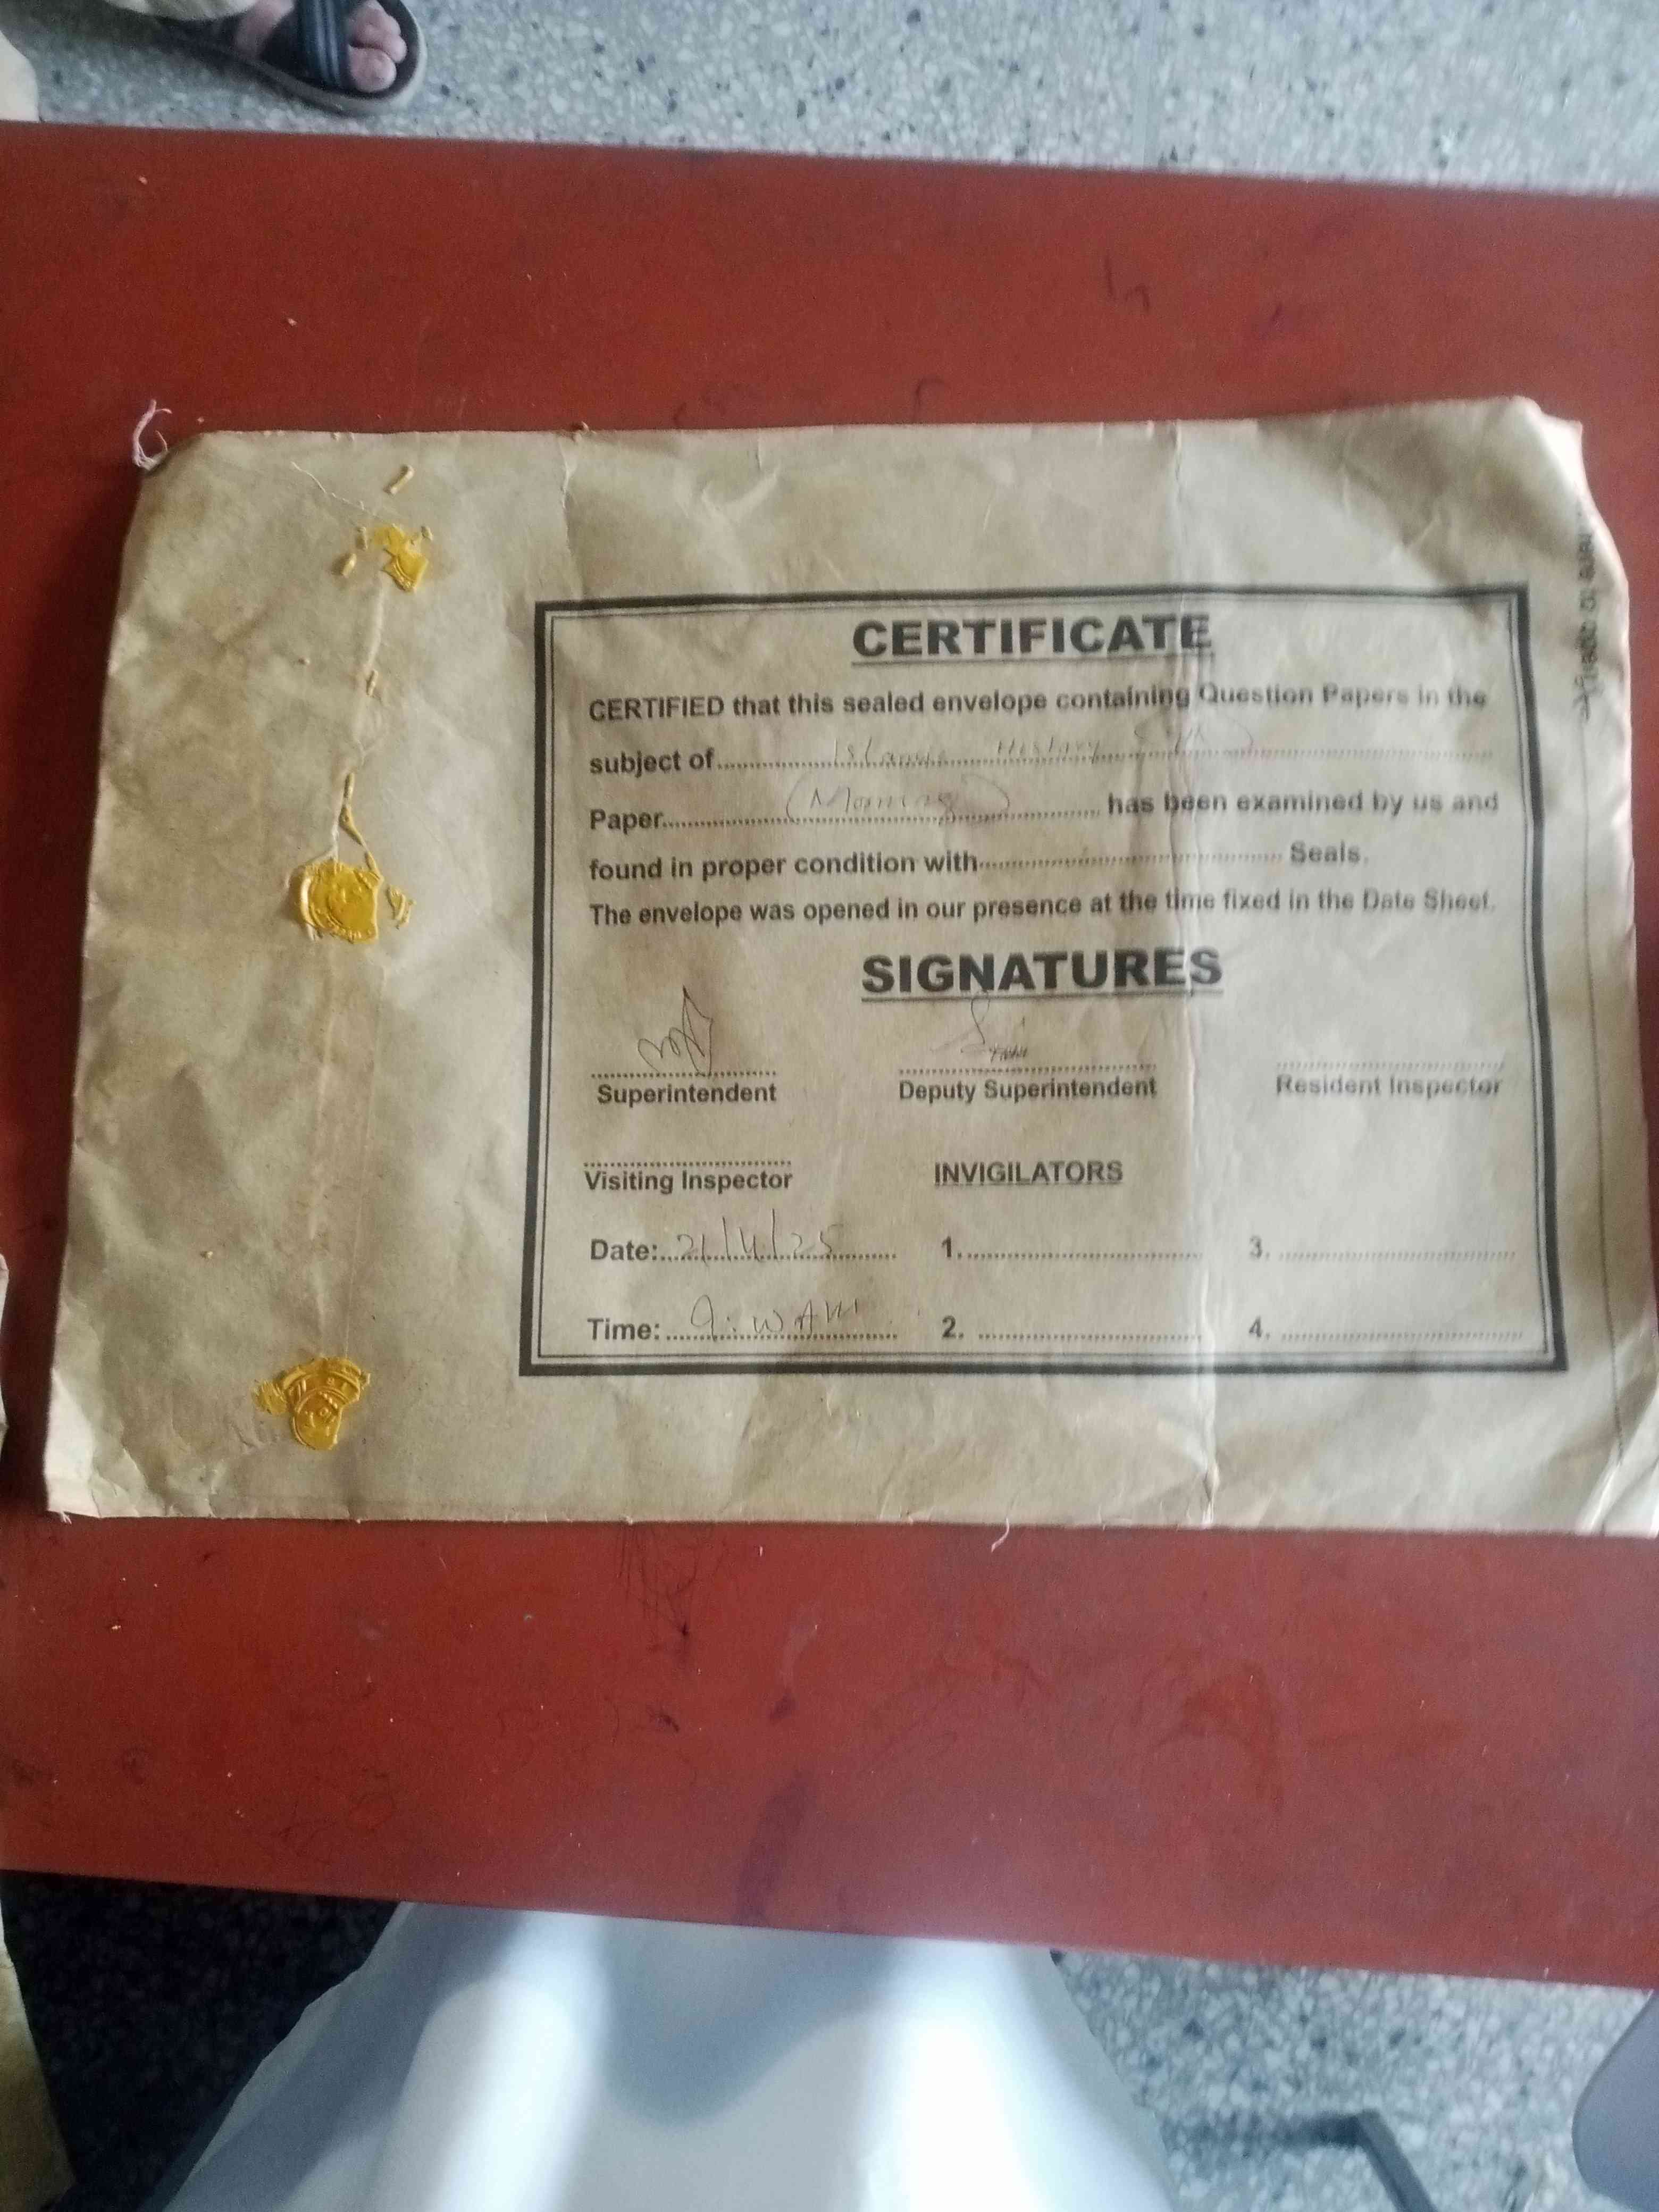 CERTIFICATE
CERTIFIED that this sealed envelope containing Question Papers in the
subject of.................Islamic History...................
Paper.................(Morning)................. has been examined by us and
found in proper condition with................................. Seals.
The envelope was opened in our presence at the time fixed in the Date Sheet.
SIGNATURES
Superintendent Deputy Superintendent Resident Inspector
Visiting Inspector INVIGILATORS
Date:..21/4/25........ 1............................ 3. ............................
Time:.............AM........ 2. ............................ 4. ............................